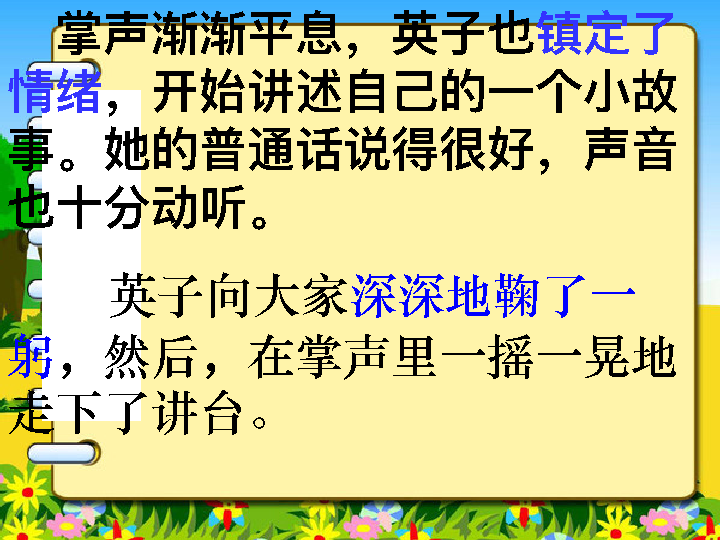 掌声渐渐平息，英子也镇定了
情绪，开始讲述自己的一个小故
事。她的普通话说得很好，声音
也十分动听。
英子向大家深深地鞠了一
躬，然后，在掌声里一摇一晃地
走下了讲台。